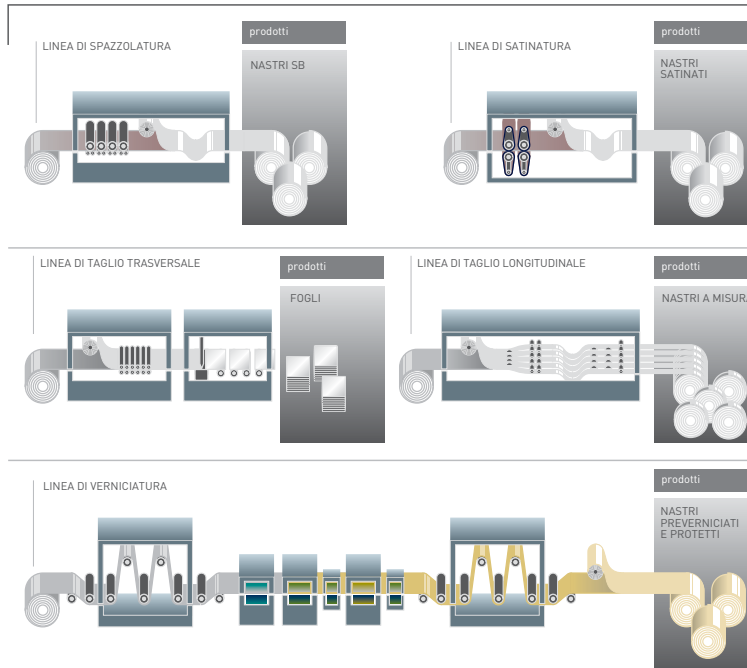 LINEA DI SPAZZOLATURA
prodotti
NASTRI SB
LINEA DI SATINATURA
prodotti
NASTRI
SATINATI
LINEA DI TAGLIO TRASVERSALE
prodotti
FOGLI
LINEA DI TAGLIO LONGITUDINALE
prodotti
NASTRI A MISURA
LINEA DI VERNICIATURA
prodotti
NASTRI
PREVERNICIATI
E PROTETTI